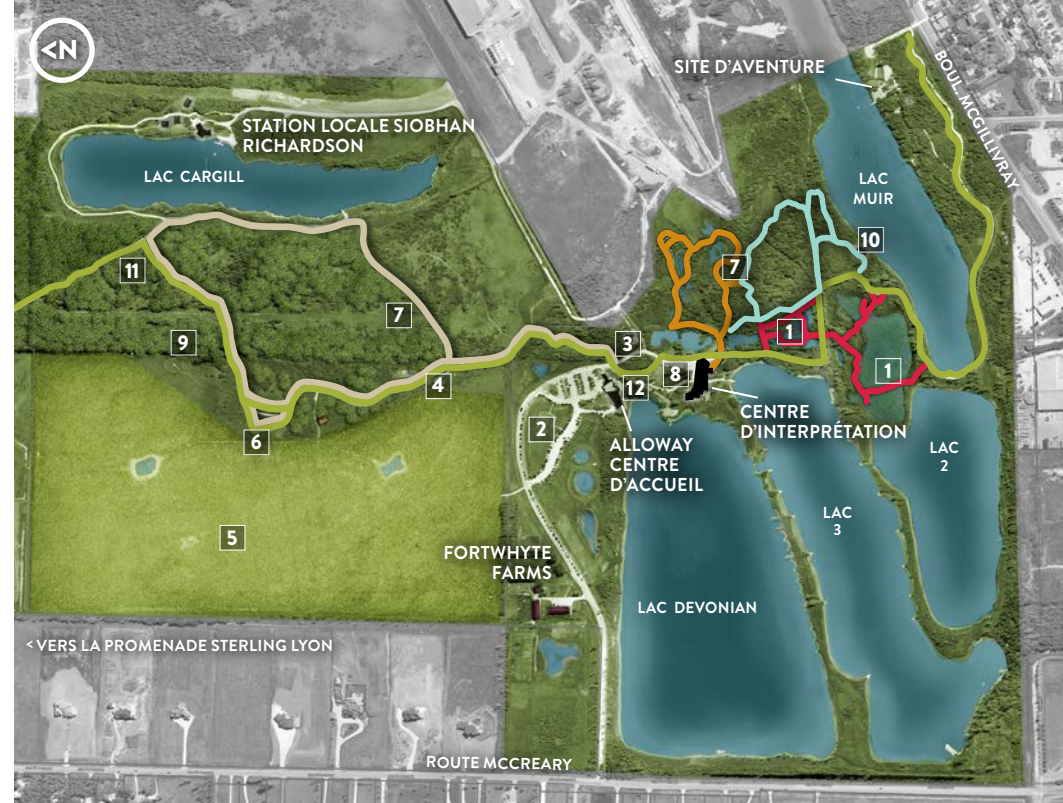 <N
SITE D'AVENTURE
BOUL. MCGILLIVRAY
STATION LOCALE SIOBHAN
RICHARDSON
LAC CARGILL
LAC
MUIR
10
11
7
7
9
3
1
1
4
8
12
CENTRE
D'INTERPRÉTATION
6
2
ALLOWAY
CENTRE
D'ACCUEIL
LAC
2
5
LAC
3
FORTWHYTE
FARMS
LAC DEVONIAN
< VERS LA PROMENADE STERLING LYON
ROUTE MCCREARY